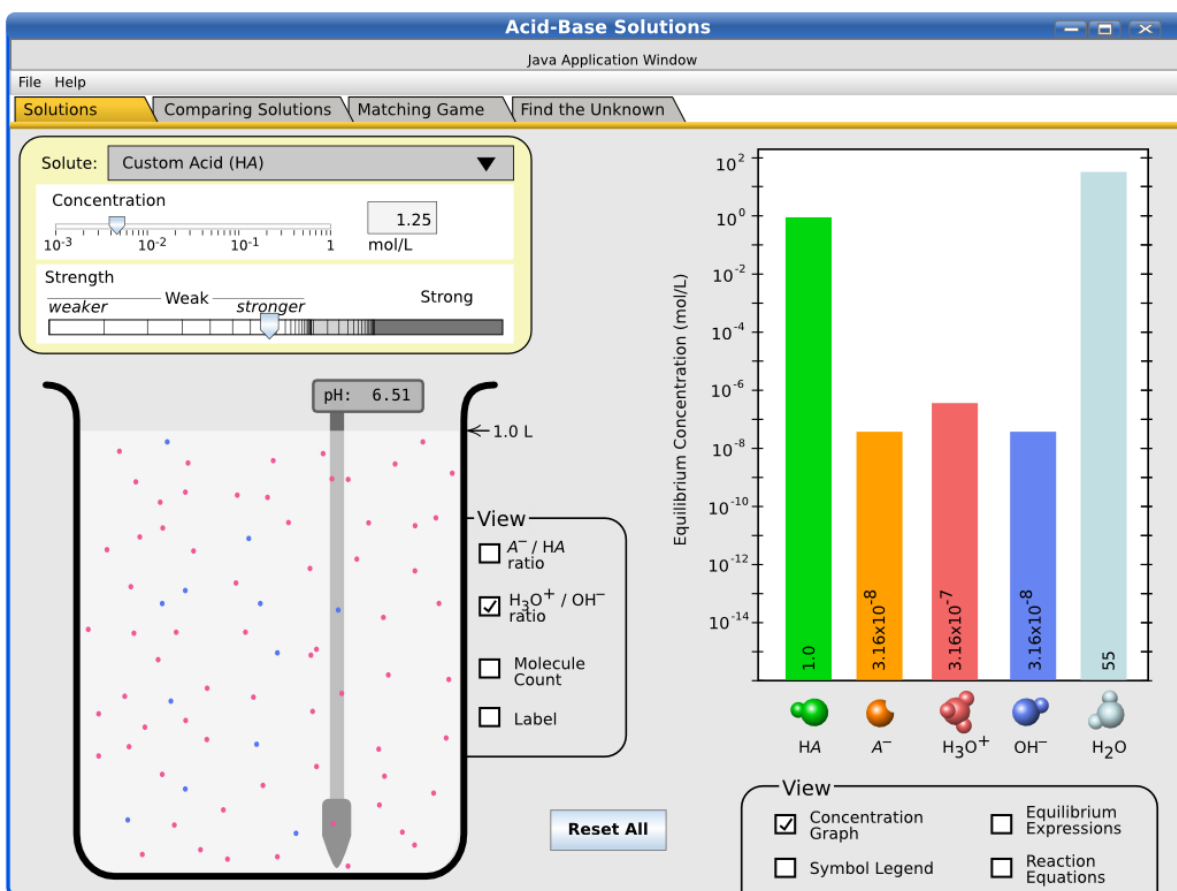 Acid-Base Solutions
Java Application Window
File Help
Solutions Comparing Solutions Matching Game Find the Unknown
Solute: Custom Acid (HA)
Concentration
1.25
10⁻³ 10⁻² 10⁻¹ 1 mol/L
Strength
weaker Weak stronger Strong
pH: 6.51
1.0 L
View
A⁻ / HA
ratio
H₃O⁺ / OH⁻
ratio
Molecule
Count
Label
Reset All
Equilibrium Concentration (mol/L)
10²
10⁰
10⁻²
10⁻⁴
10⁻⁶
10⁻⁸
10⁻¹⁰
10⁻¹²
10⁻¹⁴
1.0 3.16x10⁻⁸ 3.16x10⁻⁷ 3.16x10⁻⁸ 55
HA A⁻ H₃O⁺ OH⁻ H₂O
View
Concentration
Graph
Equilibrium
Expressions
Symbol Legend
Reaction
Equations